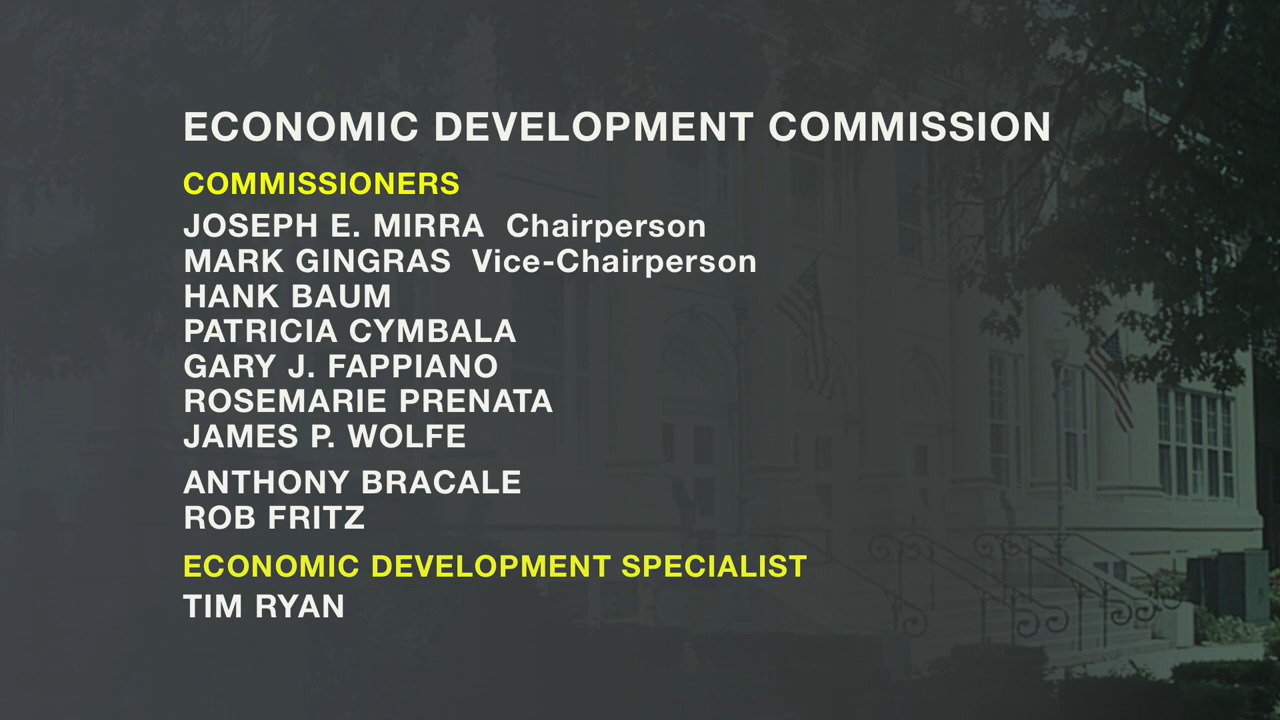 ECONOMIC DEVELOPMENT COMMISSION
COMMISSIONERS
JOSEPH E. MIRRA Chairperson
MARK GINGRAS Vice-Chairperson
HANK BAUM
PATRICIA CYMBALA
GARY J. FAPPIANO
ROSEMARIE PRENATA
JAMES P. WOLFE
ANTHONY BRACALE
ROB FRITZ
ECONOMIC DEVELOPMENT SPECIALIST
TIM RYAN